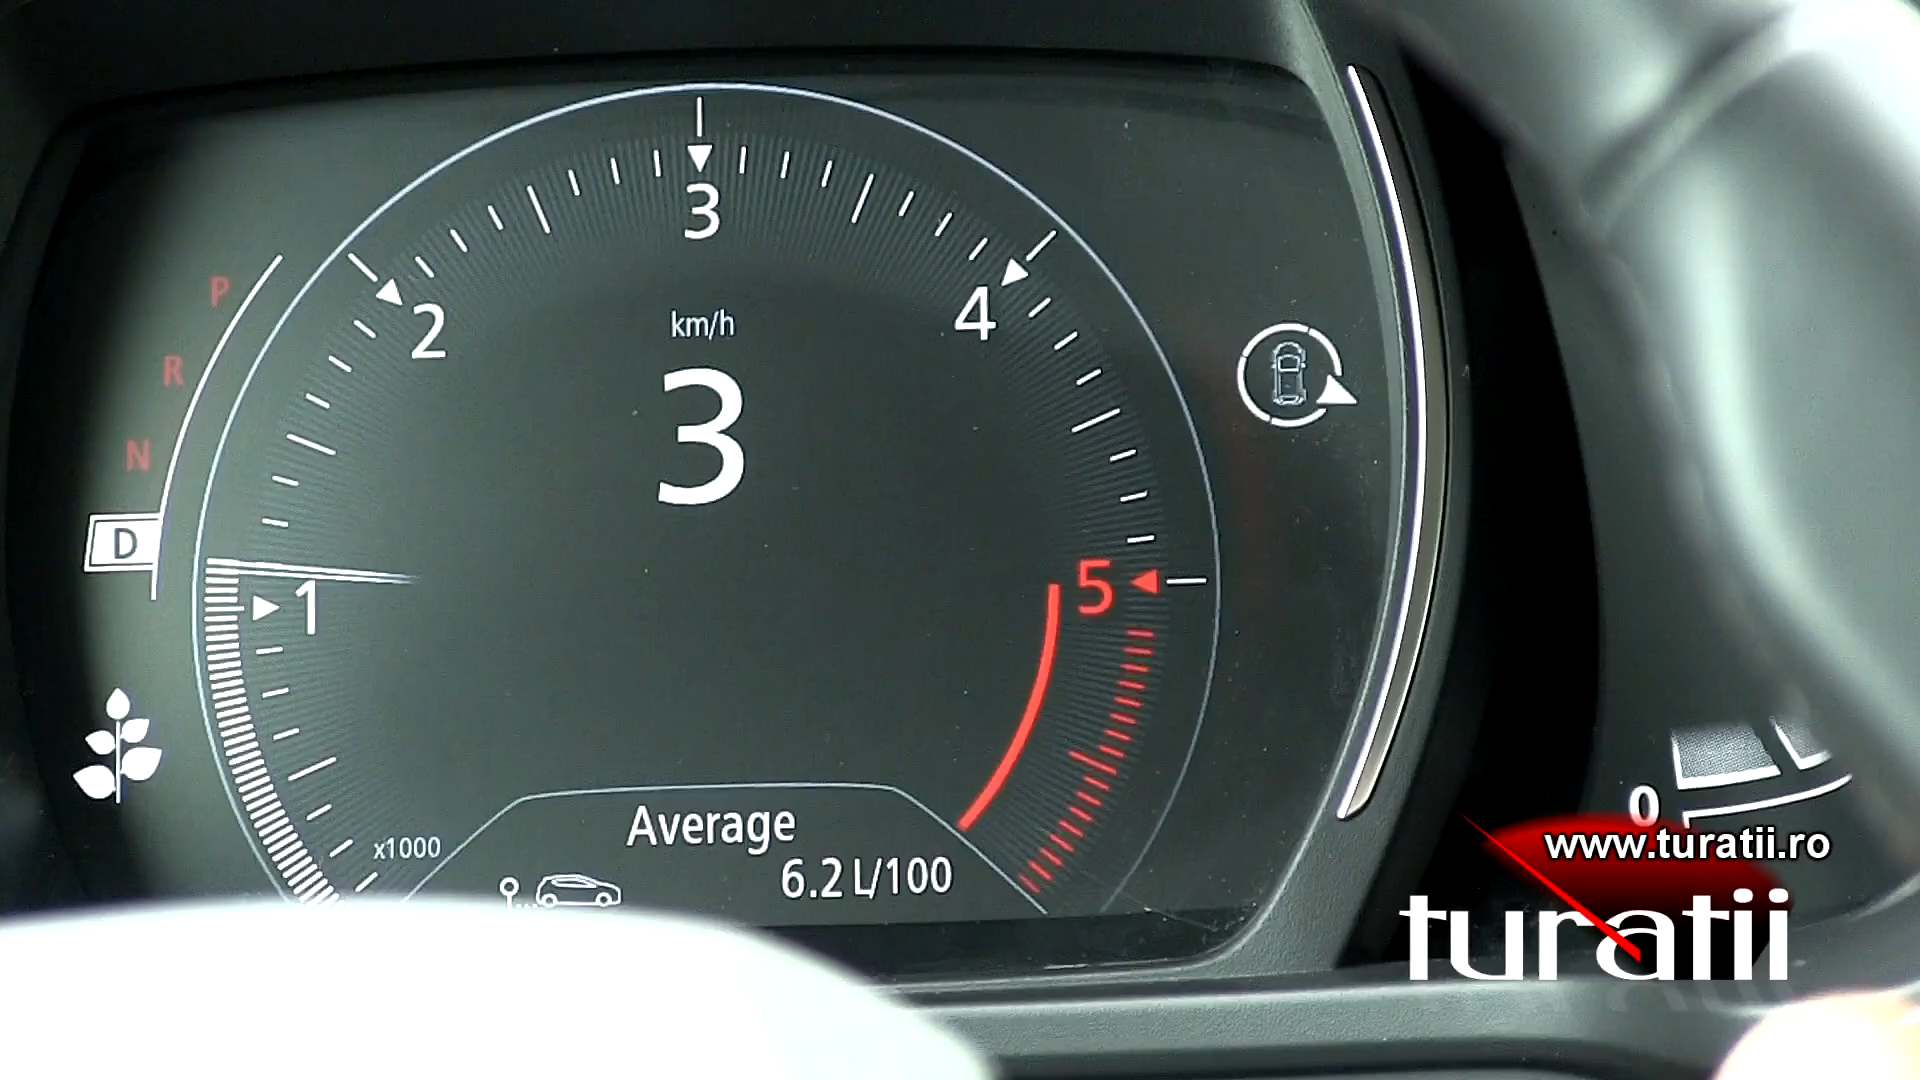 3
2
4
km/h
3
P
R
N
D
1
5
x1000
Average
6.2 L/100
0
www.turatii.ro
turatii